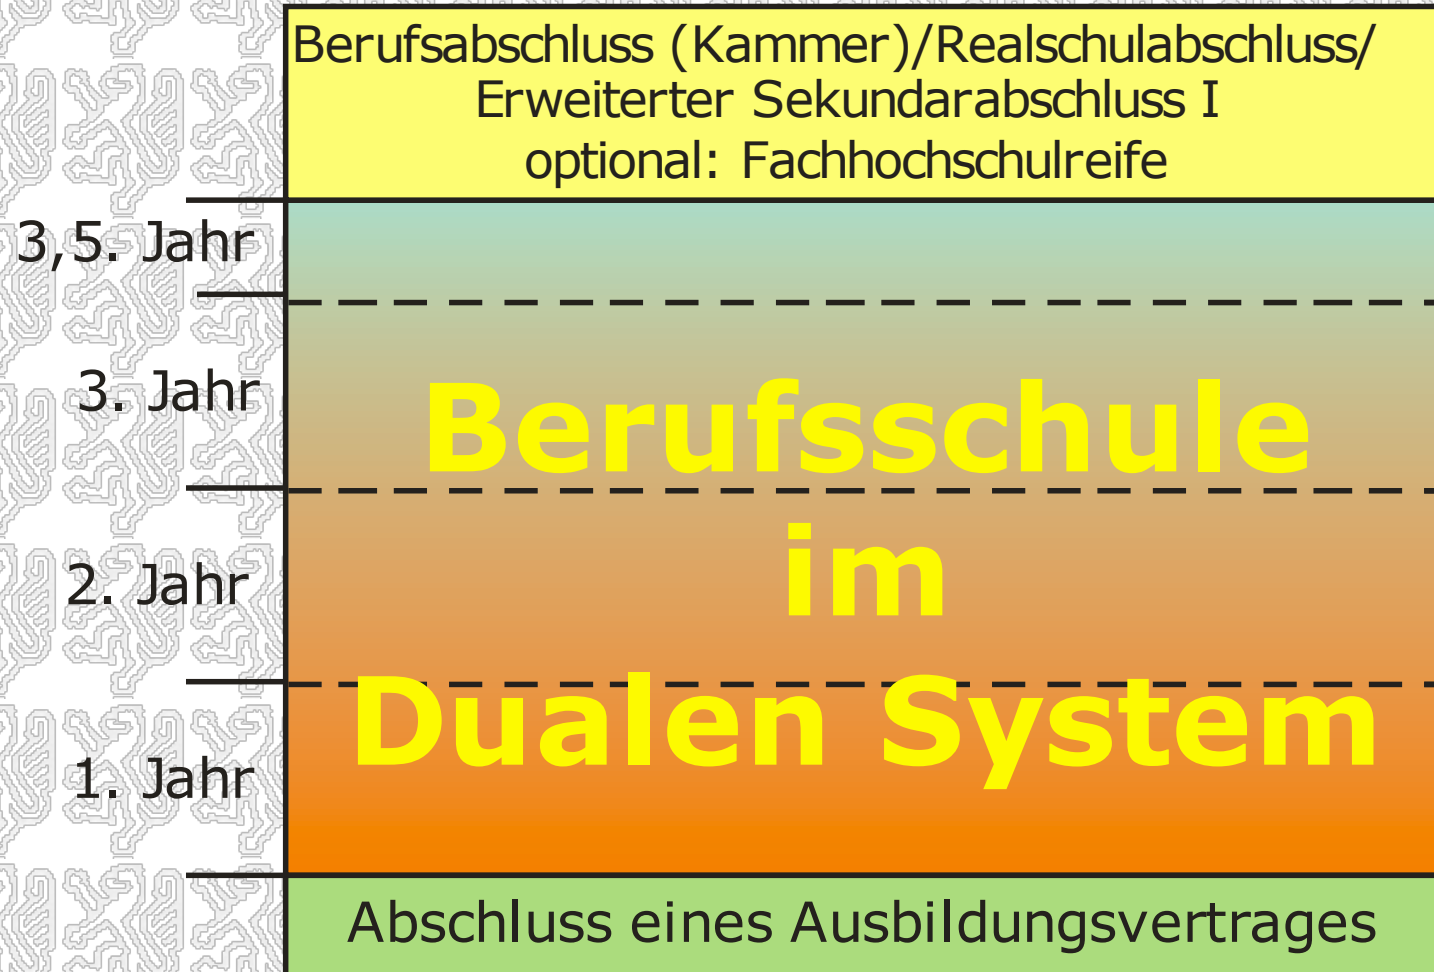 Berufsabschluss (Kammer)/Realschulabschluss/
Erweiterter Sekundarabschluss I
optional: Fachhochschulreife
3,5. Jahr
3. Jahr
Berufsschule
im
2. Jahr
Dualen System
1. Jahr
Abschluss eines Ausbildungsvertrages